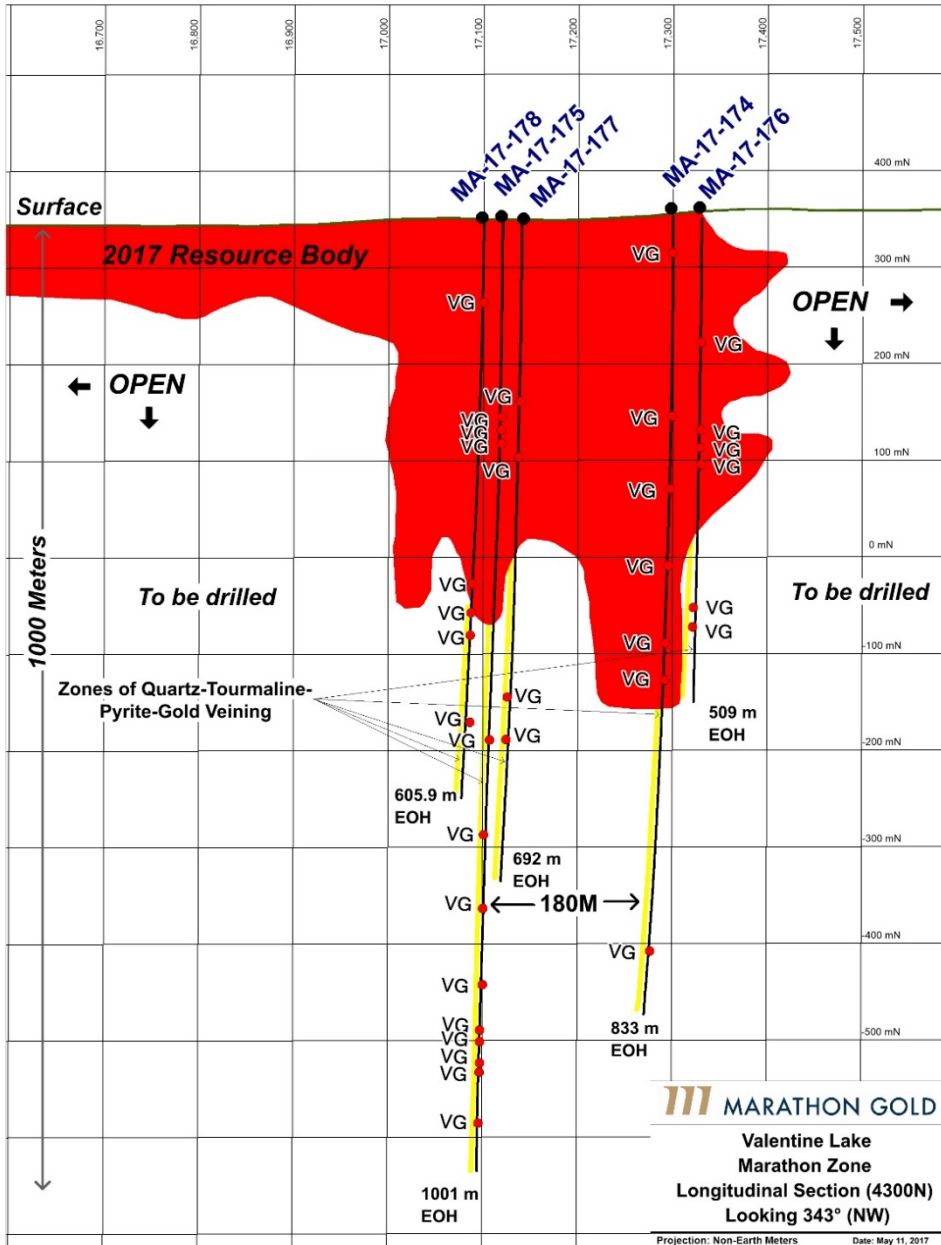 16,700
16,800
16,900
17,000
17,100
17,200
17,300
17,400
17,500
MA-17-178
MA-17-175
MA-17-177
MA-17-174
MA-17-176
400 mN
Surface
2017 Resource Body
VG
300 mN
VG
OPEN
VG
200 mN
OPEN
VG
VG
VG
VG
VG
VG
VG
VG
VG
VG
100 mN
VG
0 mN
VG
VG
To be drilled
To be drilled
VG
VG
VG
VG
VG
VG
-100 mN
1000 Meters
Zones of Quartz-Tourmaline-
Pyrite-Gold Veining
VG
VG
509 m
EOH
VG
VG
VG
-200 mN
605.9 m
EOH
VG
-300 mN
692 m
EOH
VG
180M
-400 mN
VG
VG
833 m
EOH
VG
VG
VG
VG
-500 mN
VG
1001 m
EOH
MARATHON GOLD
Valentine Lake
Marathon Zone
Longitudinal Section (4300N)
Looking 343° (NW)
Projection: Non-Earth Meters Date: May 11, 2017